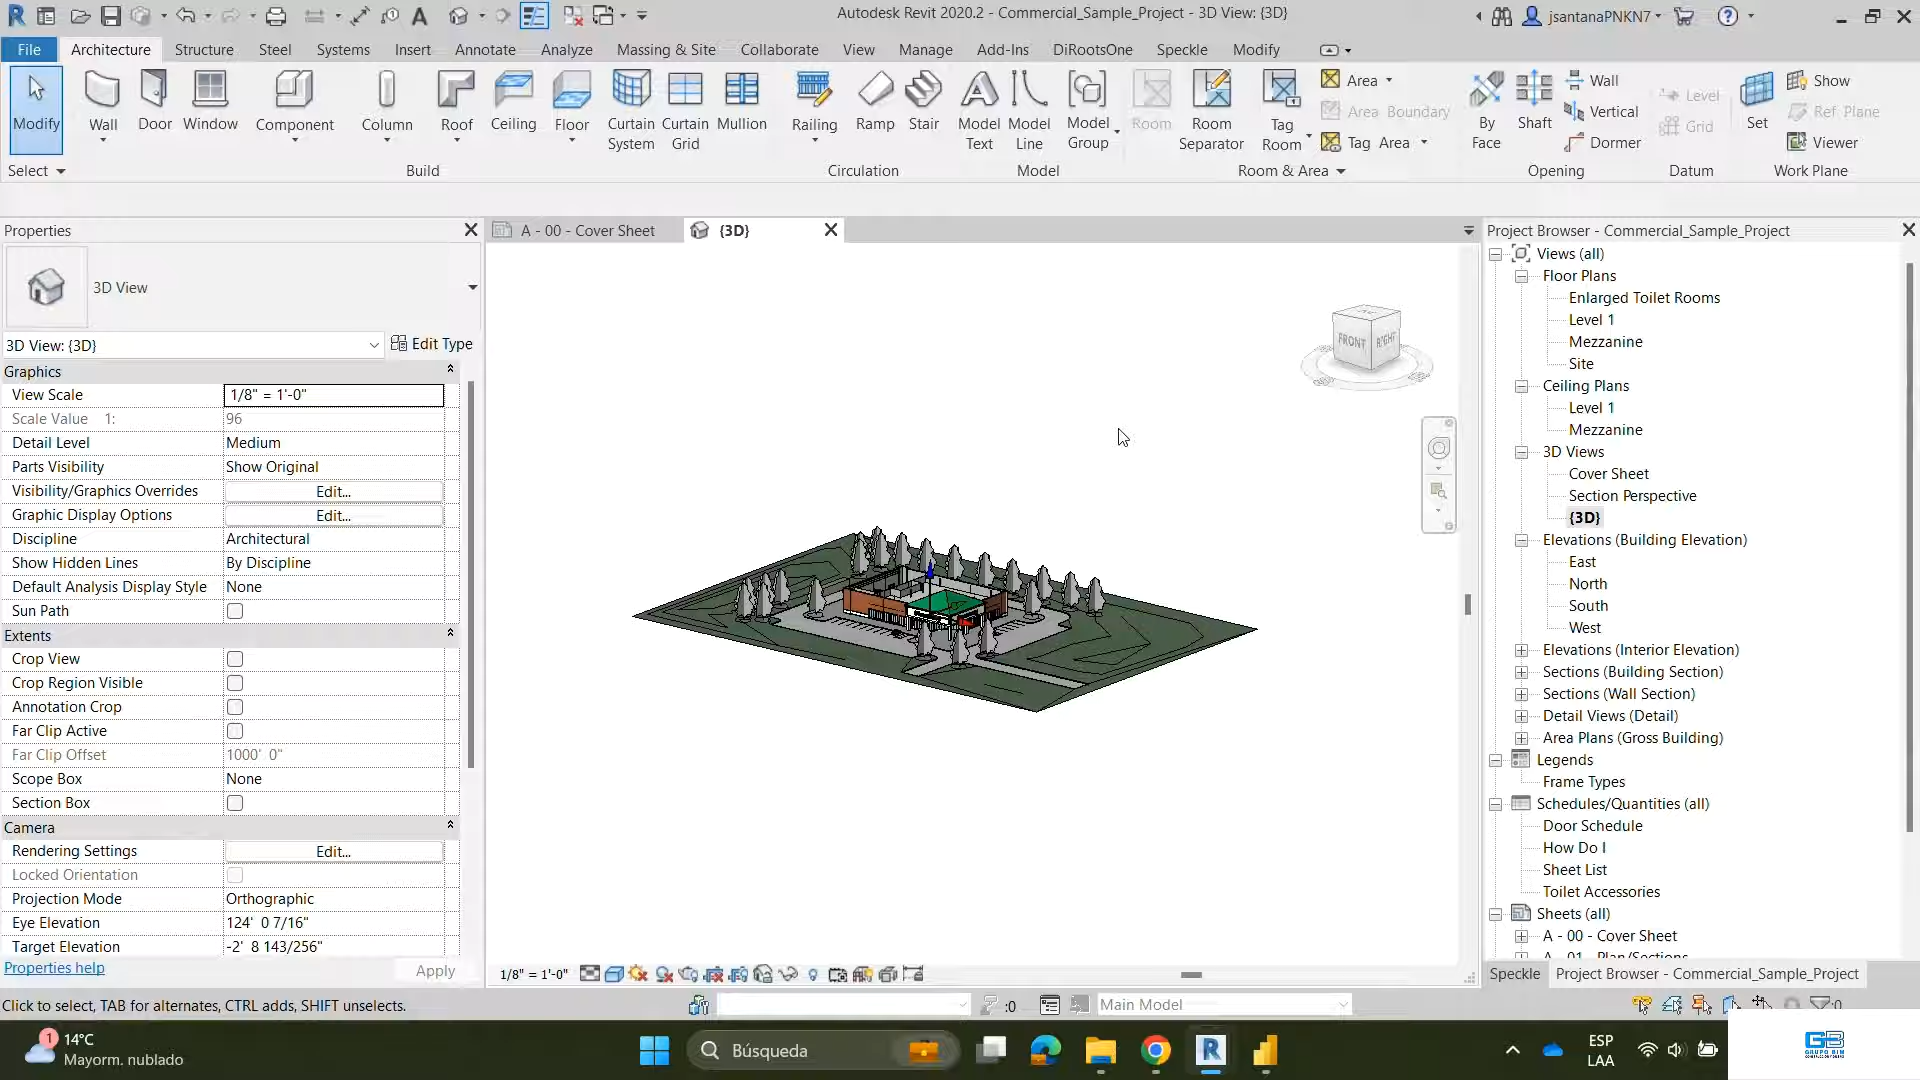 Autodesk Revit 2020.2 - Commercial_Sample_Project - 3D View: {3D}
jsantanaPNKN7
File Architecture Structure Steel Systems Insert Annotate Analyze Massing & Site Collaborate View Manage Add-Ins DiRootsOne Speckle Modify
Modify
Wall
Door
Window
Component
Column
Roof
Ceiling
Floor
Curtain System
Curtain Grid
Mullion
Railing
Ramp
Stair
Model Text
Model Line
Model Group
Room
Room Separator
Tag Room
Area
Area Boundary
Tag Area
By Face
Shaft
Wall
Vertical
Dormer
Level
Grid
Set
Show
Ref Plane
Viewer
Select Build Circulation Model Room & Area Opening Datum Work Plane
Properties
3D View
3D View: {3D} Edit Type
Graphics
View Scale 1/8" = 1'-0"
Scale Value 1: 96
Detail Level Medium
Parts Visibility Show Original
Visibility/Graphics Overrides Edit...
Graphic Display Options Edit...
Discipline Architectural
Show Hidden Lines By Discipline
Default Analysis Display Style None
Sun Path
Extents
Crop View
Crop Region Visible
Annotation Crop
Far Clip Active
Far Clip Offset 1000' 0"
Scope Box None
Section Box
Camera
Rendering Settings Edit...
Locked Orientation
Projection Mode Orthographic
Eye Elevation 124' 0 7/16"
Target Elevation -2' 8 143/256"
Properties help Apply
A - 00 - Cover Sheet {3D}
FRONT RIGHT
1/8" = 1'-0"
Project Browser - Commercial_Sample_Project
Views (all)
Floor Plans
Enlarged Toilet Rooms
Level 1
Mezzanine
Site
Ceiling Plans
Level 1
Mezzanine
3D Views
Cover Sheet
Section Perspective
{3D}
Elevations (Building Elevation)
East
North
South
West
Elevations (Interior Elevation)
Sections (Building Section)
Sections (Wall Section)
Detail Views (Detail)
Area Plans (Gross Building)
Legends
Frame Types
Schedules/Quantities (all)
Door Schedule
How Do I
Sheet List
Toilet Accessories
Sheets (all)
A - 00 - Cover Sheet
A - 01 - Plan/Sections
Speckle Project Browser - Commercial_Sample_Project
Click to select, TAB for alternates, CTRL adds, SHIFT unselects. :0 Main Model :0
1
14°C
Mayorm. nublado
Búsqueda
ESP
LAA
GRUPO BIM